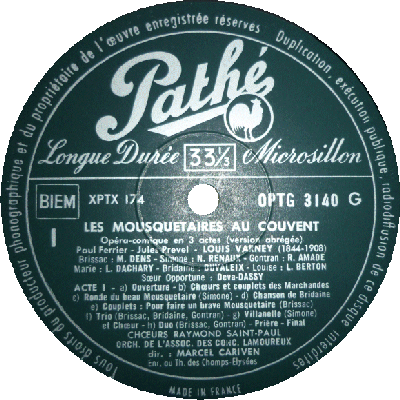 Tous droits du producteur phonographique et du propriétaire de l'œuvre enregistrée réservés Duplication, exécution publique, radiodiffusion de ce disque interdites
Pathé
Longue Durée 33 1/3 Microsillon
BIEM XPTX 174 OPTG 3140 G
I
LES MOUSQUETAIRES AU COUVENT
Opéra-comique en 3 actes (version abrégée)
Paul Ferrier - Jules Prevel - LOUIS VARNEY (1844-1908)
Brissac: M. DENS - Simone: N. RENAUX - Gontran: R. AMADE
Marie: L. DACHARY - Bridaine: DUVALEIX - Louise: L. BERTON
Sœur Opportune: Deva-DASSY
ACTE I - a) Ouverture - b) Chœurs et couplets des Marchandes
c) Ronde du beau Mousquetaire (Simone) - d) Chanson de Bridaine
e) Couplets: Pour faire un brave Mousquetaire (Brissac)
f) Trio (Brissac, Bridaine, Gontran) - g) Villanelle (Simone)
et Chœur - h) Duo (Brissac, Gontran) - Prière - Final
CHŒURS RAYMOND SAINT-PAUL
ORCH. DE L'ASSOC. DES CONC. LAMOUREUX
dir.: MARCEL CARIVEN
Enr. au Th. des Champs-Elysées
MADE IN FRANCE